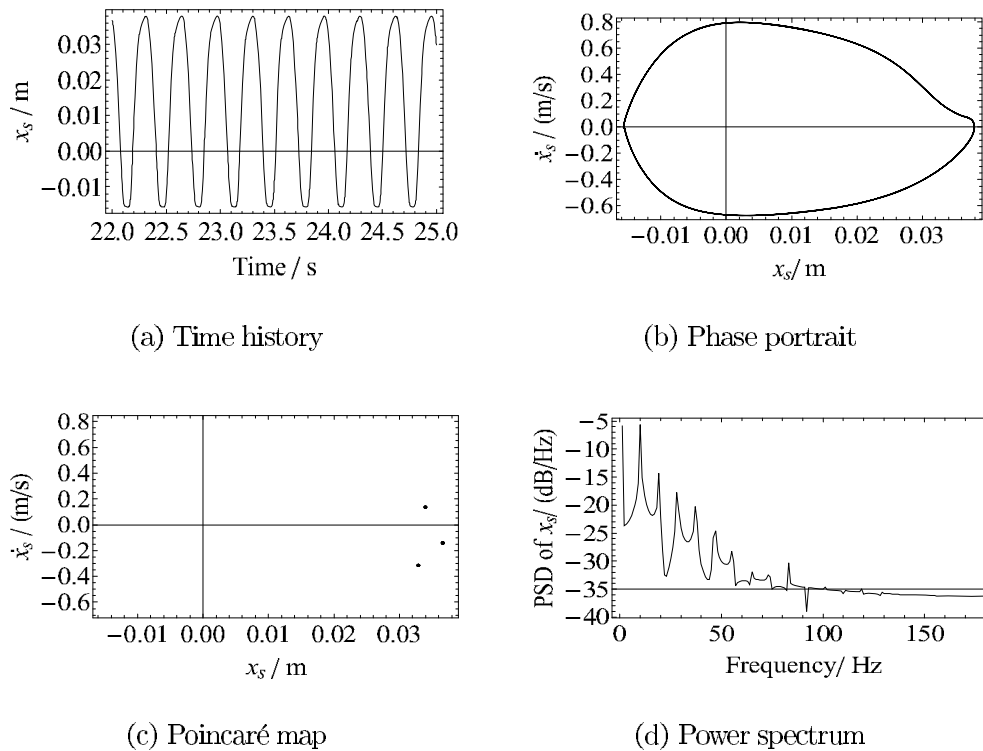 0.03
0.02
0.01
0.00
−0.01
x_s / m
22.0 22.5 23.0 23.5 24.0 24.5 25.0
Time / s
(a) Time history
0.8
0.6
0.4
0.2
0.0
−0.2
−0.4
−0.6
ẋ_s / (m/s)
−0.01 0.00 0.01 0.02 0.03
x_s / m
(b) Phase portrait
0.8
0.6
0.4
0.2
0.0
−0.2
−0.4
−0.6
ẋ_s / (m/s)
−0.01 0.00 0.01 0.02 0.03
x_s / m
(c) Poincaré map
−5
−10
−15
−20
−25
−30
−35
−40
PSD of x_s / (dB/Hz)
0 50 100 150
Frequency/ Hz
(d) Power spectrum